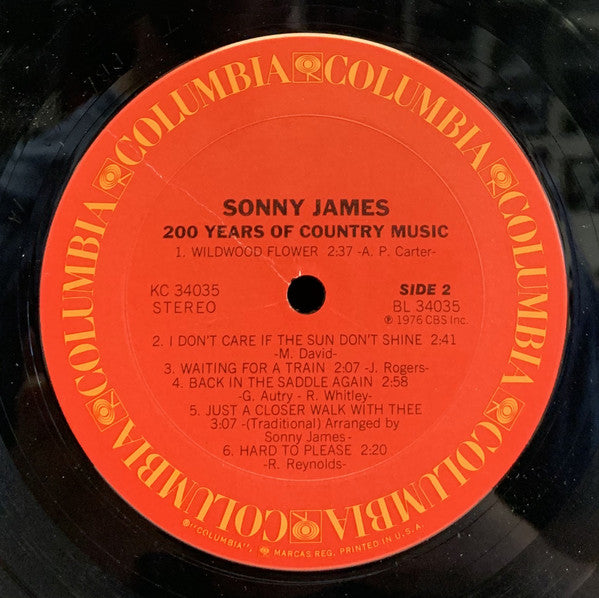 COLUMBIA COLUMBIA COLUMBIA COLUMBIA COLUMBIA COLUMBIA
SONNY JAMES
200 YEARS OF COUNTRY MUSIC
1. WILDWOOD FLOWER 2:37 -A. P. Carter-
KC 34035
STEREO
SIDE 2
BL 34035
℗ 1976 CBS Inc.
2. I DON'T CARE IF THE SUN DON'T SHINE 2:41
-M. David-
3. WAITING FOR A TRAIN 2:07 -J. Rogers-
4. BACK IN THE SADDLE AGAIN 2:58
-G. Autry - R. Whitley-
5. JUST A CLOSER WALK WITH THEE
3:07 -(Traditional) Arranged by
Sonny James-
6. HARD TO PLEASE 2:20
-R. Reynolds-
®"COLUMBIA", MARCAS REG. PRINTED IN U.S.A.